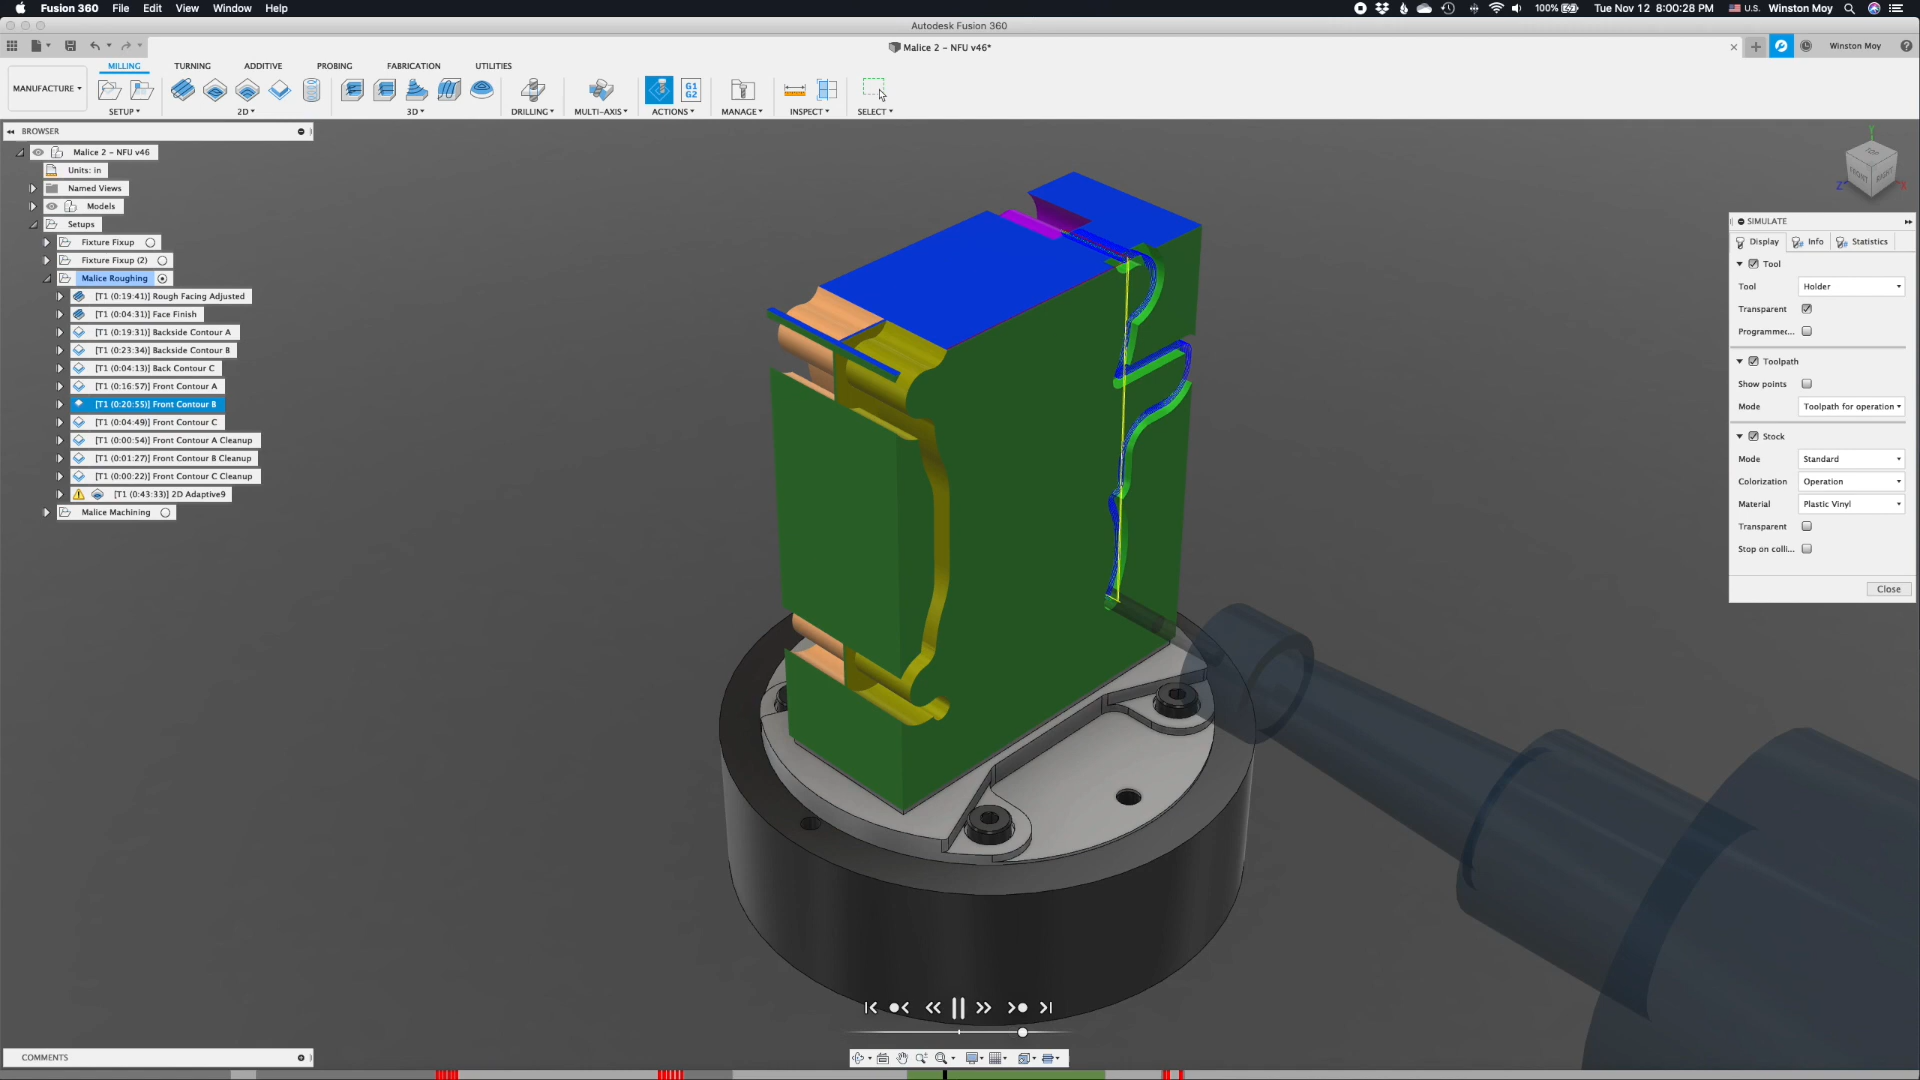 Fusion 360 File Edit View Window Help
100% U.S. Tue Nov 12 8:00:28 PM Winston Moy
Autodesk Fusion 360
Malice 2 - NFU v46*
Winston Moy
MILLING TURNING ADDITIVE PROBING FABRICATION UTILITIES
MANUFACTURE
G1
G2
SETUP 2D 3D DRILLING MULTI-AXIS ACTIONS MANAGE INSPECT SELECT
BROWSER
Malice 2 - NFU v46
Units: in
Named Views
Models
Setups
Fixture Fixup
Fixture Fixup (2)
Malice Roughing
[T1 (0:19:41)] Rough Facing Adjusted
[T1 (0:04:31)] Face Finish
[T1 (0:19:31)] Backside Contour A
[T1 (0:23:34)] Backside Contour B
[T1 (0:04:13)] Back Contour C
[T1 (0:16:57)] Front Contour A
[T1 (0:20:55)] Front Contour B
[T1 (0:04:49)] Front Contour C
[T1 (0:00:54)] Front Contour A Cleanup
[T1 (0:01:27)] Front Contour B Cleanup
[T1 (0:00:22)] Front Contour C Cleanup
[T1 (0:43:33)] 2D Adaptive9
Malice Machining
Y
TOP
FRONT RIGHT
Z X
SIMULATE
Display Info Statistics
Tool
Tool Holder
Transparent
Programmec...
Toolpath
Show points
Mode Toolpath for operation
Stock
Mode Standard
Colorization Operation
Material Plastic Vinyl
Transparent
Stop on colli...
Close
COMMENTS